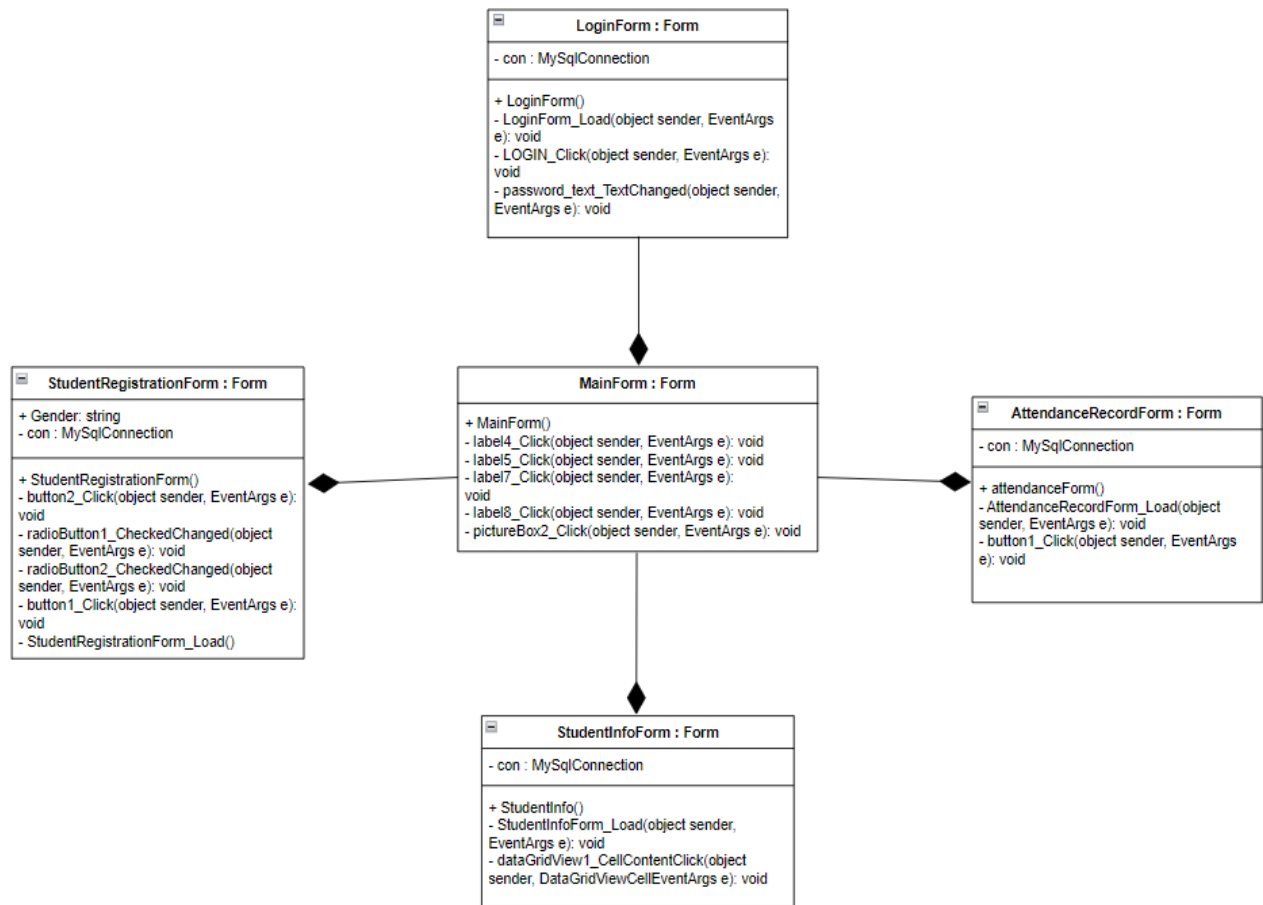 LoginForm : Form
- con : MySqlConnection
+ LoginForm()
- LoginForm_Load(object sender, EventArgs
e): void
- LOGIN_Click(object sender, EventArgs e):
void
- password_text_TextChanged(object sender,
EventArgs e): void
StudentRegistrationForm : Form
+ Gender: string
- con : MySqlConnection
+ StudentRegistrationForm()
- button2_Click(object sender, EventArgs e):
void
- radioButton1_CheckedChanged(object
sender, EventArgs e): void
- radioButton2_CheckedChanged(object
sender, EventArgs e): void
- button1_Click(object sender, EventArgs e):
void
- StudentRegistrationForm_Load()
MainForm : Form
+ MainForm()
- label4_Click(object sender, EventArgs e): void
- label5_Click(object sender, EventArgs e): void
- label7_Click(object sender, EventArgs e):
void
- label8_Click(object sender, EventArgs e): void
- pictureBox2_Click(object sender, EventArgs e): void
AttendanceRecordForm : Form
- con : MySqlConnection
+ attendanceForm()
- AttendanceRecordForm_Load(object
sender, EventArgs e): void
- button1_Click(object sender, EventArgs
e): void
StudentInfoForm : Form
- con : MySqlConnection
+ StudentInfo()
- StudentInfoForm_Load(object sender,
EventArgs e): void
- dataGridView1_CellContentClick(object
sender, DataGridViewCellEventArgs e): void